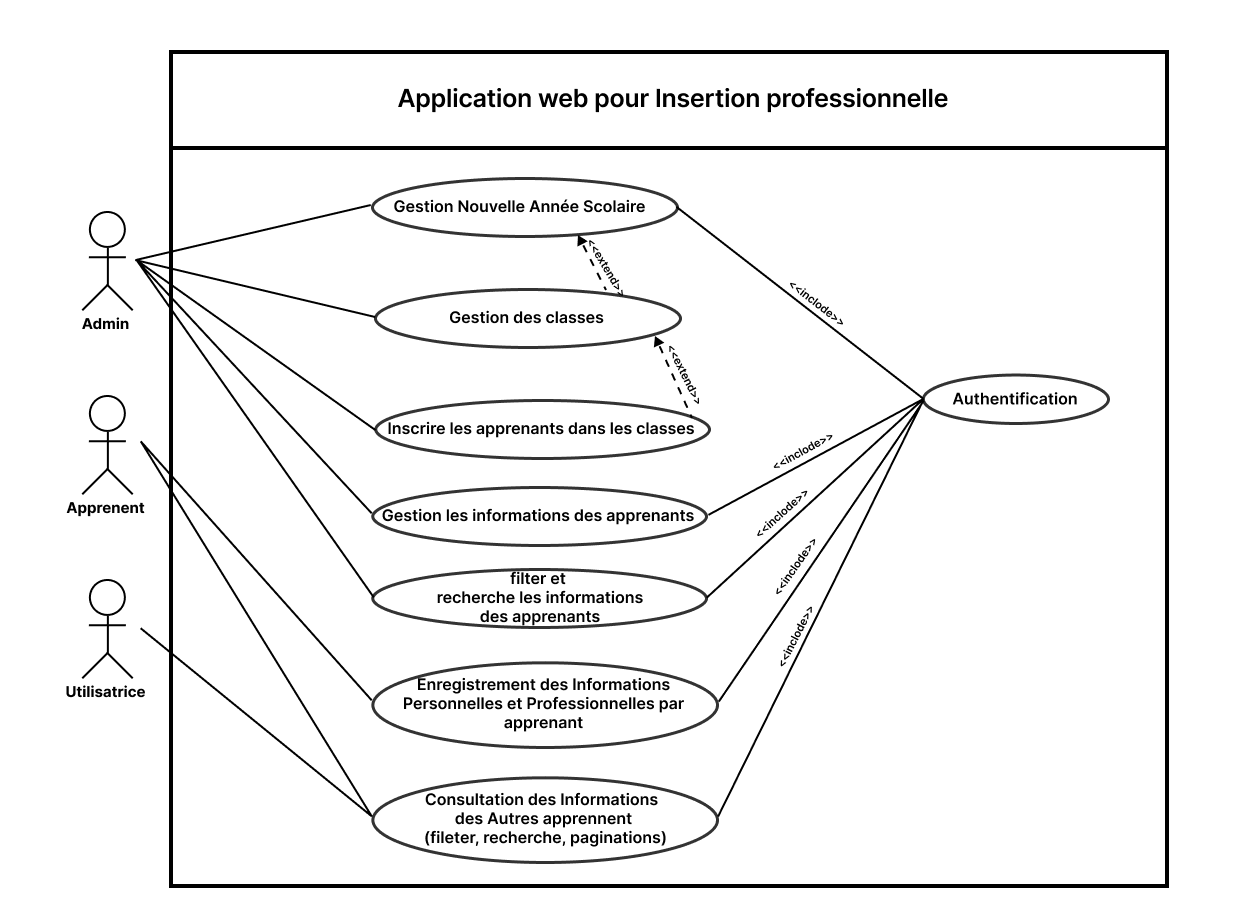 Application web pour Insertion professionnelle
Gestion Nouvelle Année Scolaire
<<extend>>
<<inclode>>
Gestion des classes
Admin
<<extend>>
Authentification
Inscrire les apprenants dans les classes
<<inclode>>
Apprenent
Gestion les informations des apprenants
<<inclode>>
filter et
recherche les informations
des apprenants
<<inclode>>
<<inclode>>
Utilisatrice
Enregistrement des Informations
Personnelles et Professionnelles par
apprenant
Consultation des Informations
des Autres apprennent
(fileter, recherche, paginations)